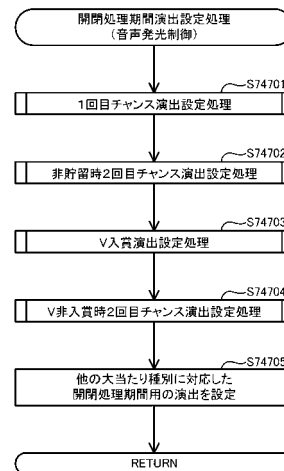 開閉処理期間演出設定処理
(音声発光制御)
S74701
1回目チャンス演出設定処理
S74702
非貯留時2回目チャンス演出設定処理
S74703
V入賞演出設定処理
S74704
V非入賞時2回目チャンス演出設定処理
S74705
他の大当たり種別に対応した
開閉処理期間用の演出を設定
RETURN